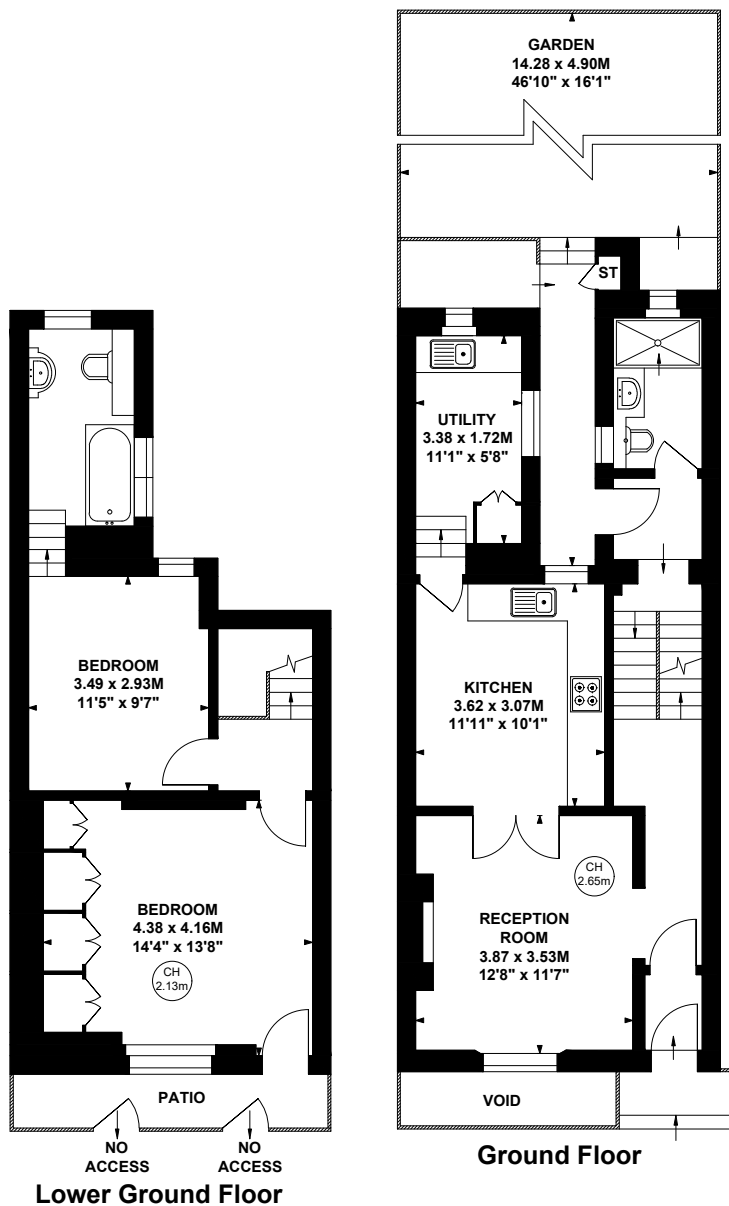 GARDEN
14.28 x 4.90M
46'10" x 16'1"
ST
UTILITY
3.38 x 1.72M
11'1" x 5'8"
KITCHEN
3.62 x 3.07M
11'11" x 10'1"
CH
2.65m
RECEPTION
ROOM
3.87 x 3.53M
12'8" x 11'7"
VOID
Ground Floor
BEDROOM
3.49 x 2.93M
11'5" x 9'7"
BEDROOM
4.38 x 4.16M
14'4" x 13'8"
CH
2.13m
PATIO
NO
ACCESS
NO
ACCESS
Lower Ground Floor